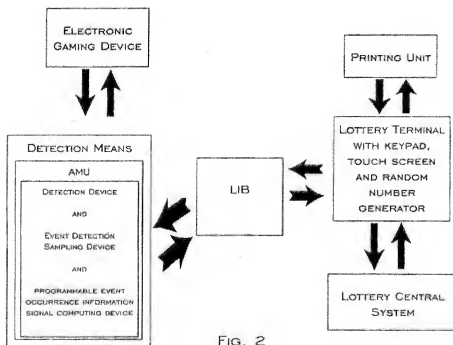 ELECTRONIC
GAMING DEVICE
PRINTING UNIT
DETECTION MEANS
AMU
DETECTION DEVICE
AND
EVENT DETECTION
SAMPLING DEVICE
AND
PROGRAMMABLE EVENT
OCCURRENCE INFORMATION
SIGNAL COMPUTING DEVICE
LIB
LOTTERY TERMINAL
WITH KEYPAD,
TOUCH SCREEN
AND RANDOM
NUMBER
GENERATOR
LOTTERY CENTRAL
SYSTEM
FIG. 2